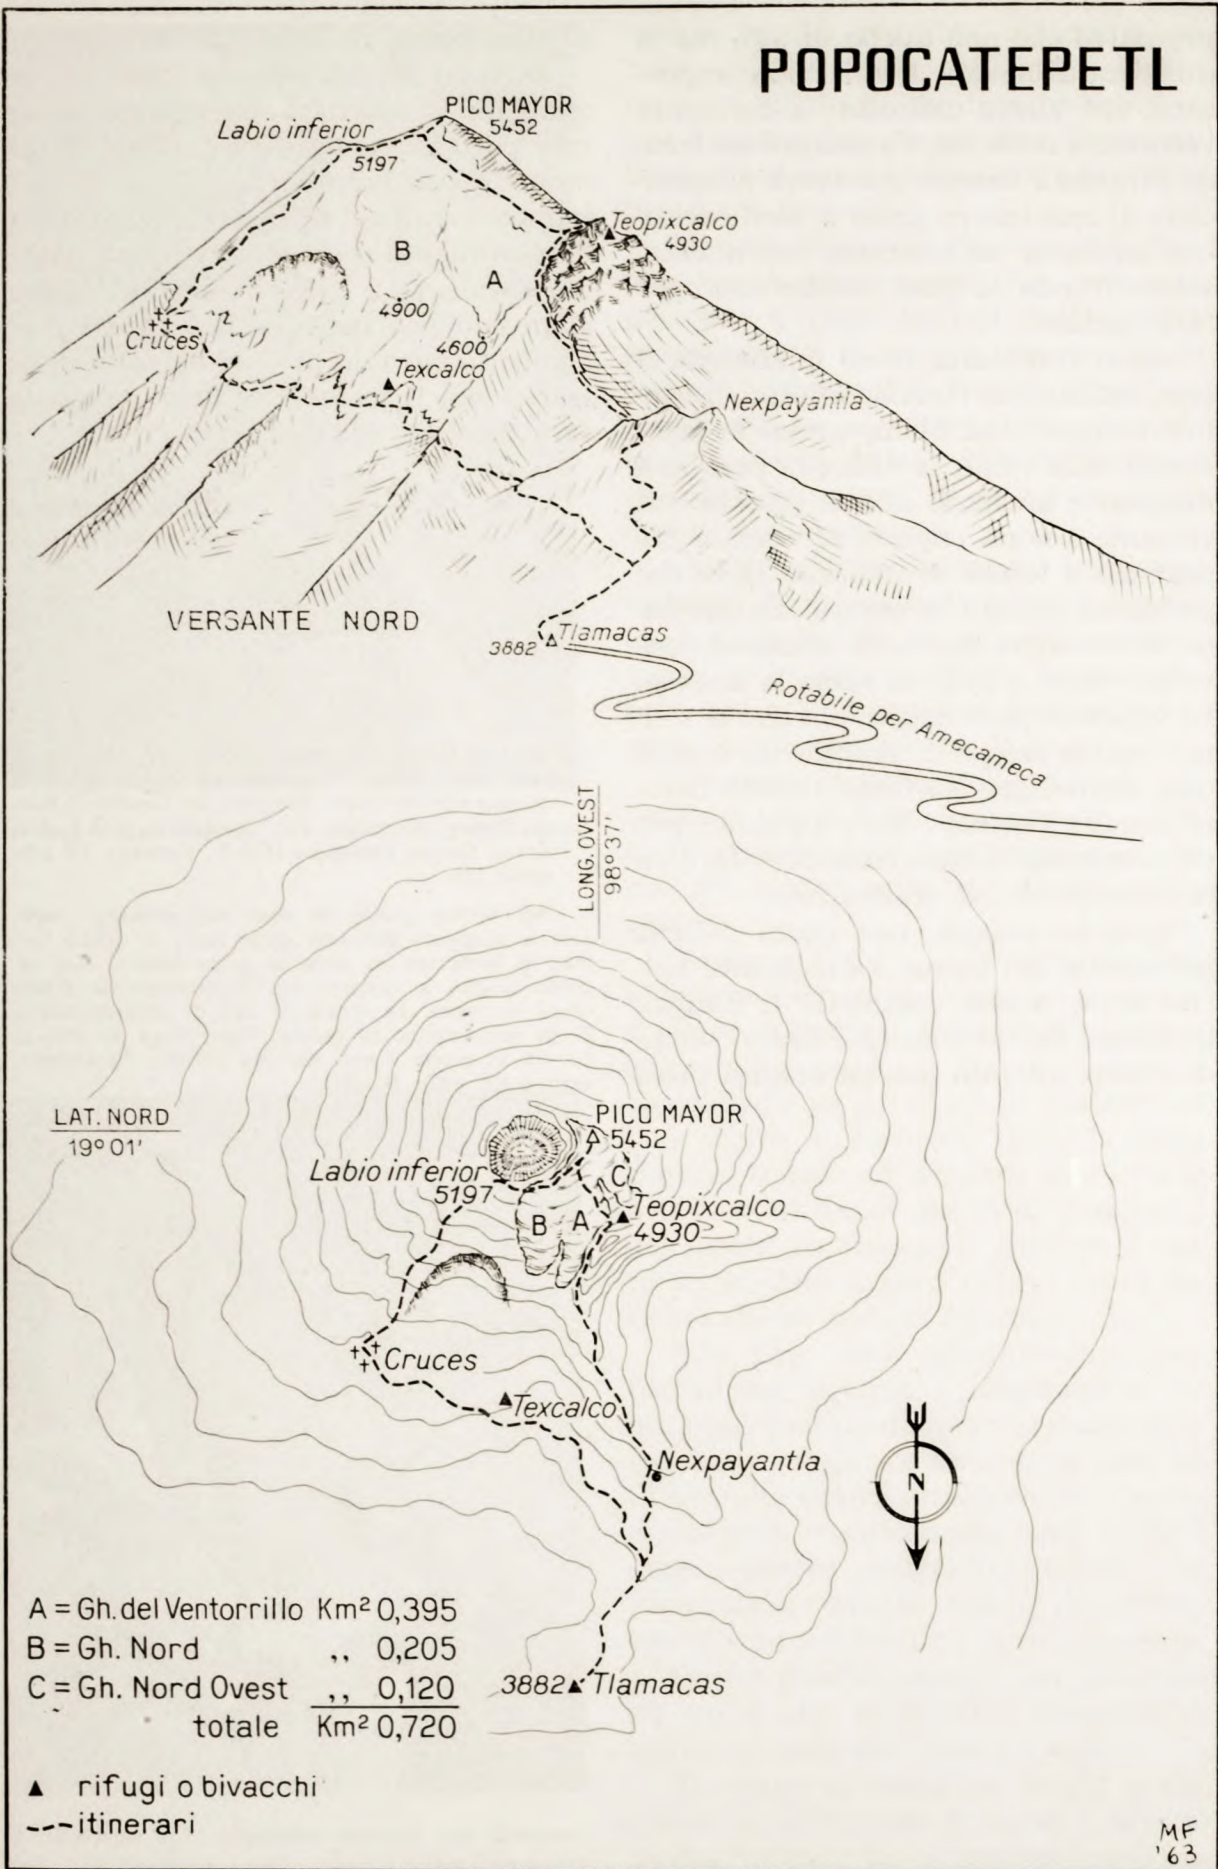 POPOCATEPETL
PICO MAYOR
5452
Labio inferior
5197
Teopixcalco
4930
B
A
4900
Cruces
4600
Texcalco
Nexpayantla
VERSANTE NORD
3882 Tlamacas
Rotabile per Amecameca
LONG. OVEST
98°37'
LAT. NORD
19°01'
PICO MAYOR
5452
Labio inferior
5197
C
Teopixcalco
4930
B A
Cruces
Texcalco
Nexpayantla
N
A = Gh. del Ventorrillo Km² 0,395
B = Gh. Nord ,, 0,205
C = Gh. Nord Ovest ,, 0,120
totale Km² 0,720
3882 Tlamacas
▲ rifugi o bivacchi
---- itinerari
MF
'63